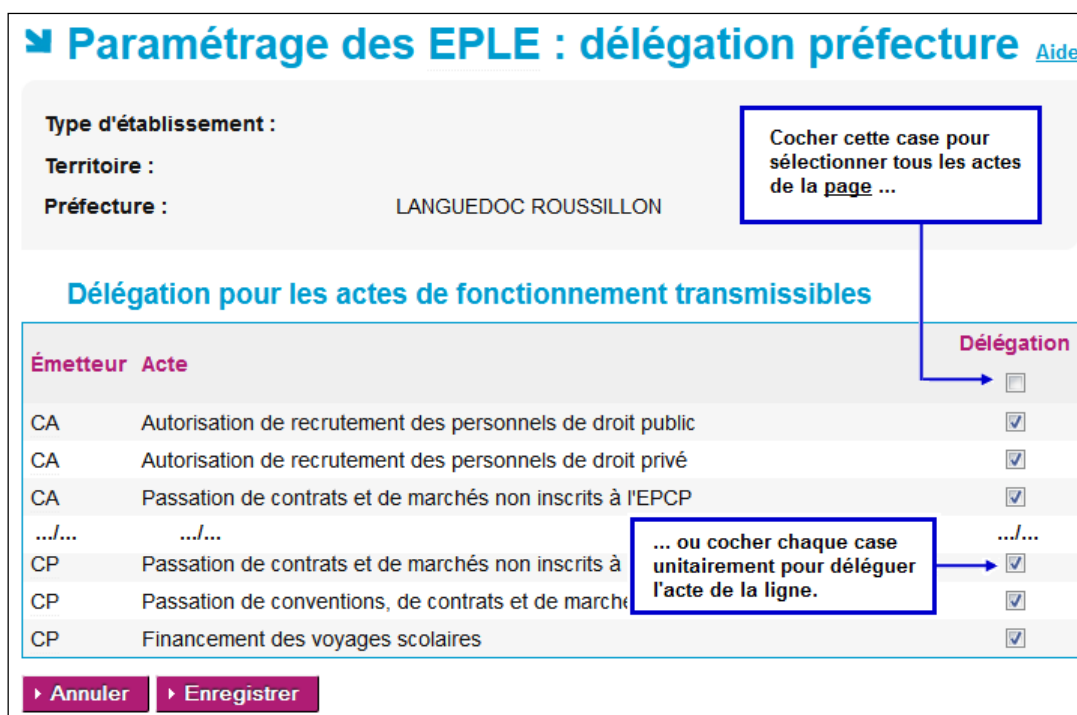 Paramétrage des EPLE : délégation préfecture Aide
Type d'établissement :
Territoire :
Préfecture : LANGUEDOC ROUSSILLON
Cocher cette case pour
sélectionner tous les actes
de la page ...
Délégation pour les actes de fonctionnement transmissibles
Émetteur Acte Délégation
CA Autorisation de recrutement des personnels de droit public
CA Autorisation de recrutement des personnels de droit privé
CA Passation de contrats et de marchés non inscrits à l'EPCP
.../... .../... .../...
CP Passation de contrats et de marchés non inscrits à
CP Passation de conventions, de contrats et de marché
CP Financement des voyages scolaires
... ou cocher chaque case
unitairement pour déléguer
l'acte de la ligne.
Annuler Enregistrer